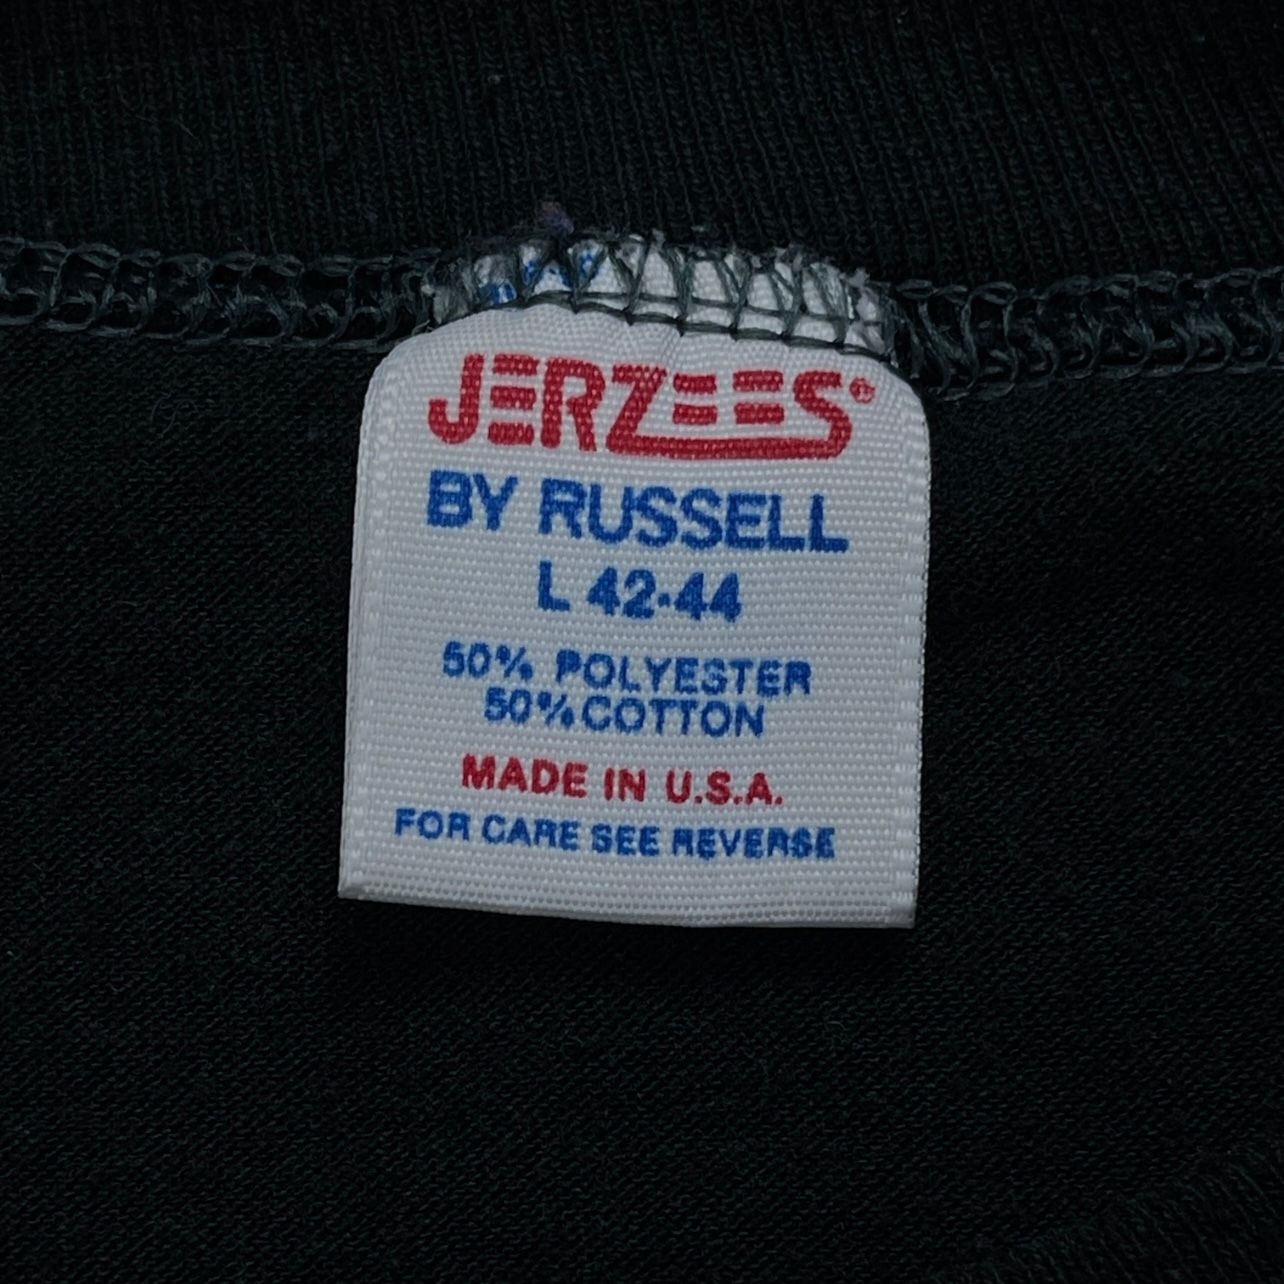 JERZEES®
BY RUSSELL
L 42-44
50% POLYESTER
50% COTTON
MADE IN U.S.A.
FOR CARE SEE REVERSE